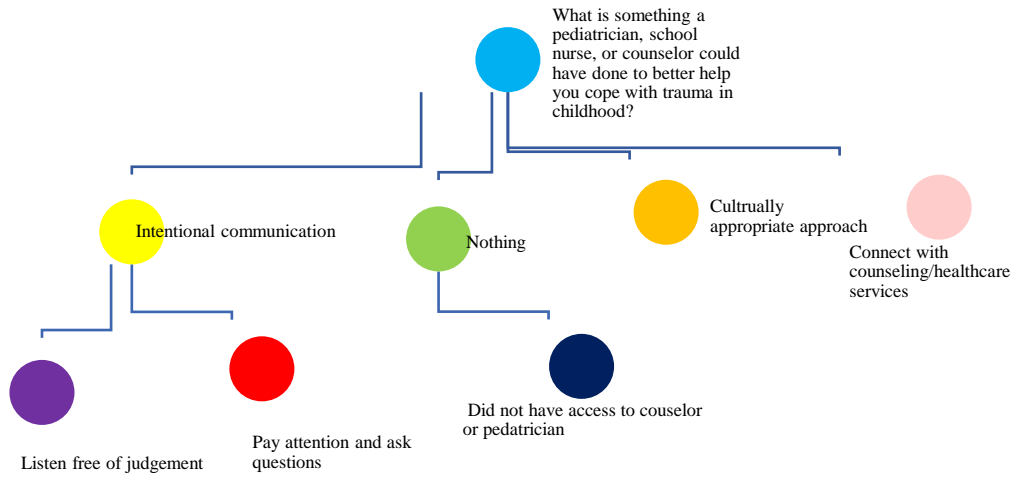 What is something a
pediatrician, school
nurse, or counselor could
have done to better help
you cope with trauma in
childhood?
Intentional communication
Nothing
Cultrually
appropriate approach
Connect with
counseling/healthcare
services
Listen free of judgement
Pay attention and ask
questions
Did not have access to couselor
or pedatrician